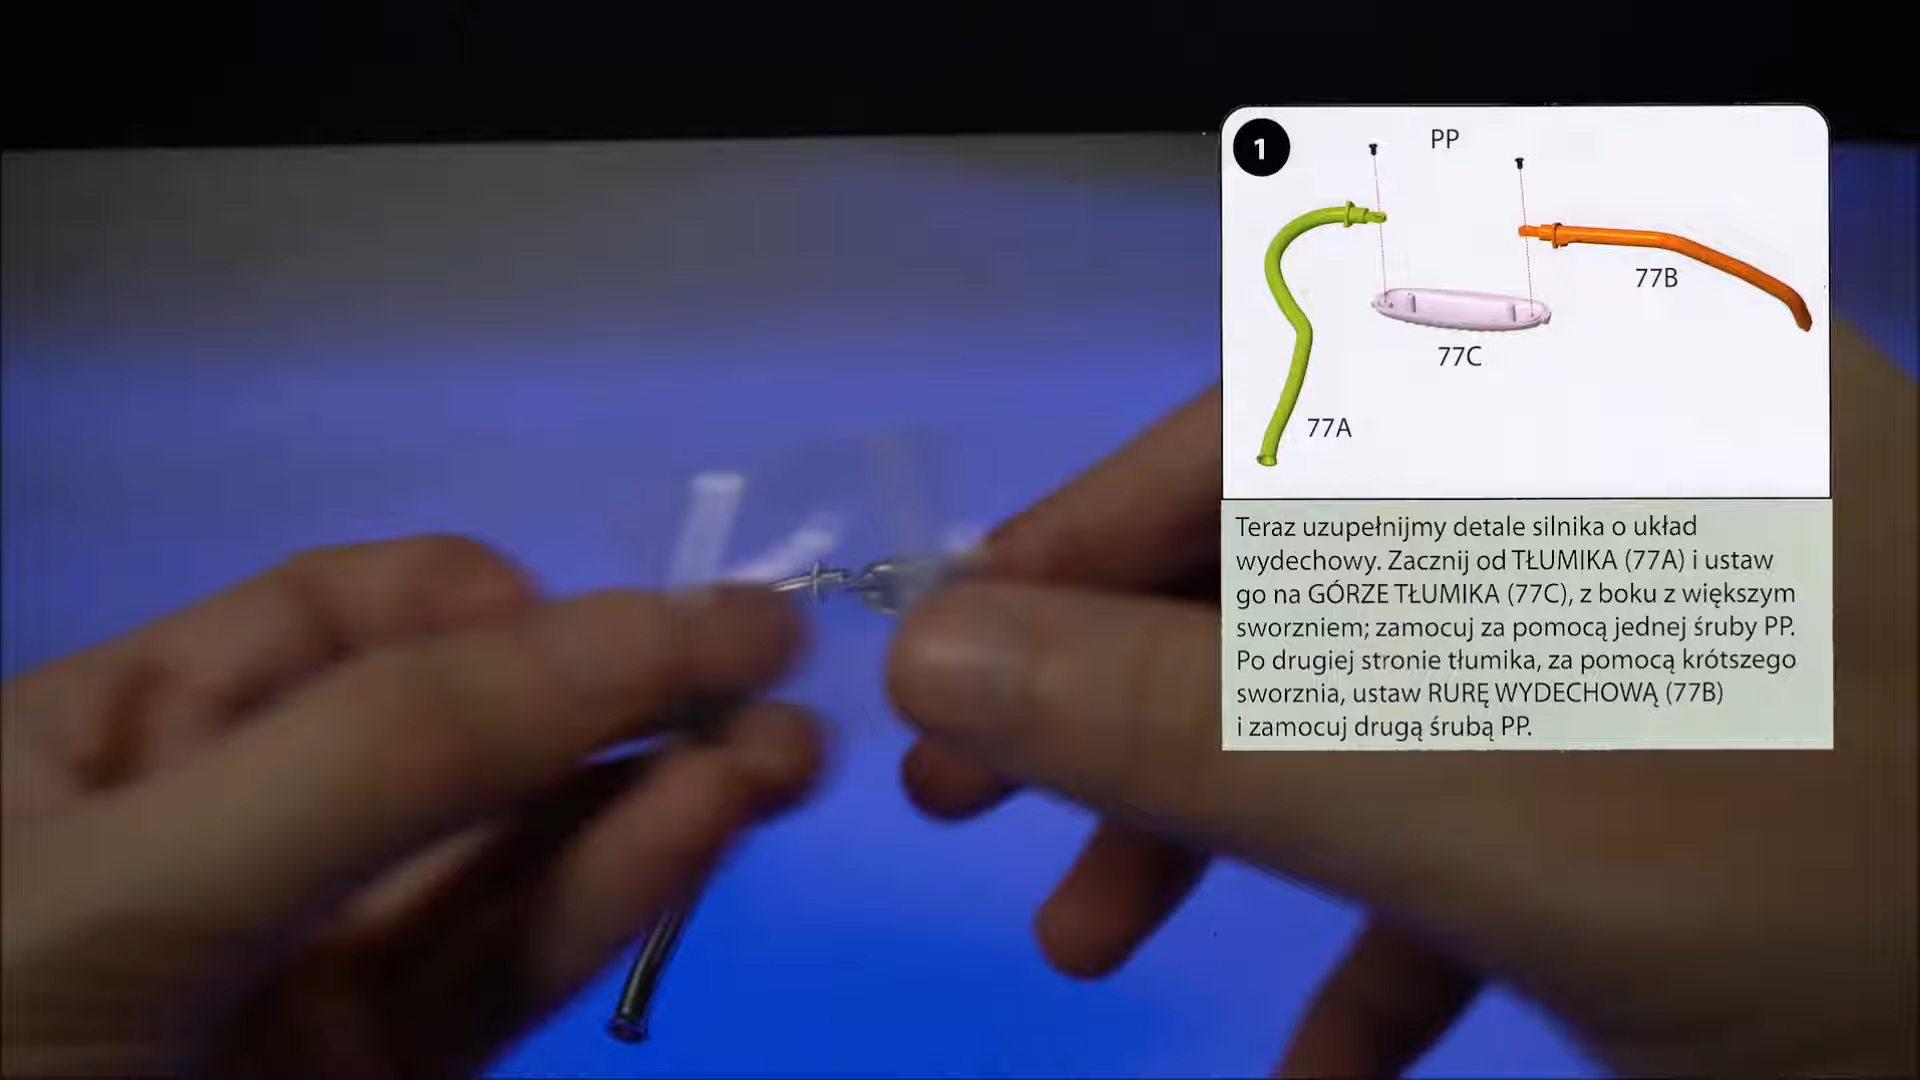 1
PP
77B
77C
77A
Teraz uzupełnijmy detale silnika o układ
wydechowy. Zacznij od TŁUMIKA (77A) i ustaw
go na GÓRZE TŁUMIKA (77C), z boku z większym
sworzniem; zamocuj za pomocą jednej śruby PP.
Po drugiej stronie tłumika, za pomocą krótszego
sworznia, ustaw RURĘ WYDECHOWĄ (77B)
i zamocuj drugą śrubą PP.